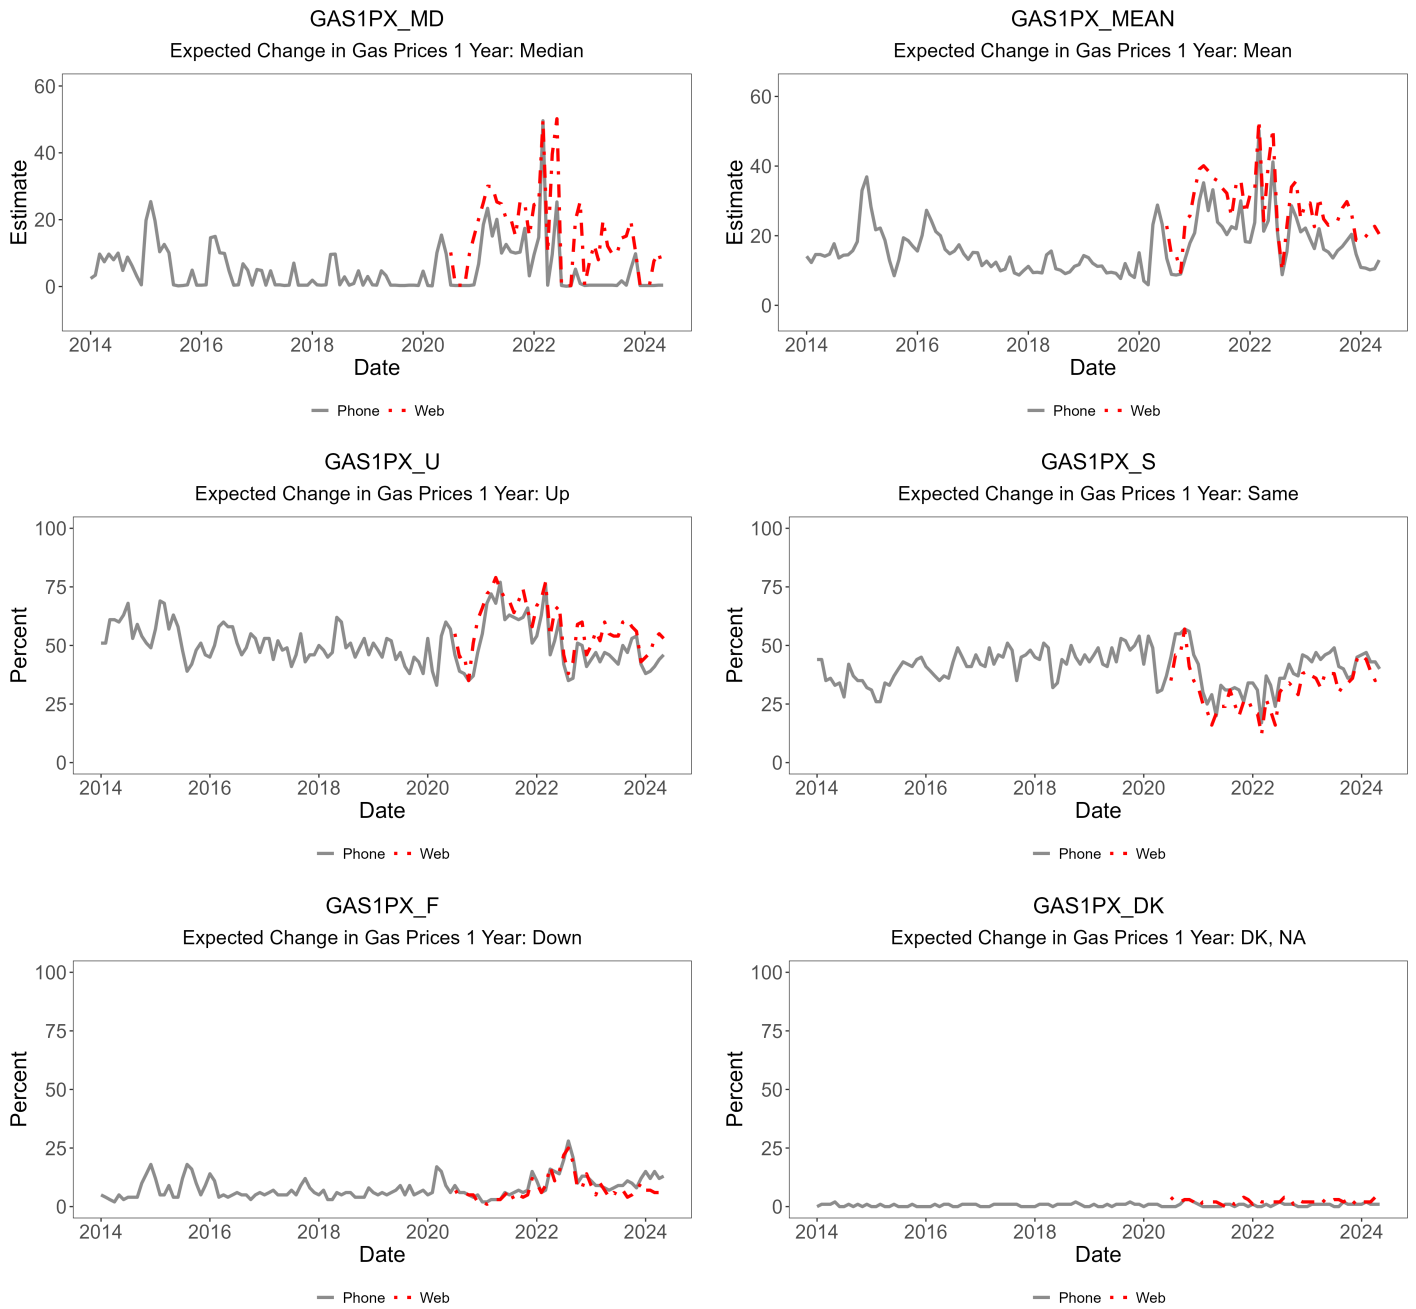 GAS1PX_MD
Expected Change in Gas Prices 1 Year: Median
Estimate
60
40
20
0
2014 2016 2018 2020 2022 2024
Date
Phone Web
GAS1PX_MEAN
Expected Change in Gas Prices 1 Year: Mean
Estimate
60
40
20
0
2014 2016 2018 2020 2022 2024
Date
Phone Web
GAS1PX_U
Expected Change in Gas Prices 1 Year: Up
Percent
100
75
50
25
0
2014 2016 2018 2020 2022 2024
Date
Phone Web
GAS1PX_S
Expected Change in Gas Prices 1 Year: Same
Percent
100
75
50
25
0
2014 2016 2018 2020 2022 2024
Date
Phone Web
GAS1PX_F
Expected Change in Gas Prices 1 Year: Down
Percent
100
75
50
25
0
2014 2016 2018 2020 2022 2024
Date
Phone Web
GAS1PX_DK
Expected Change in Gas Prices 1 Year: DK, NA
Percent
100
75
50
25
0
2014 2016 2018 2020 2022 2024
Date
Phone Web